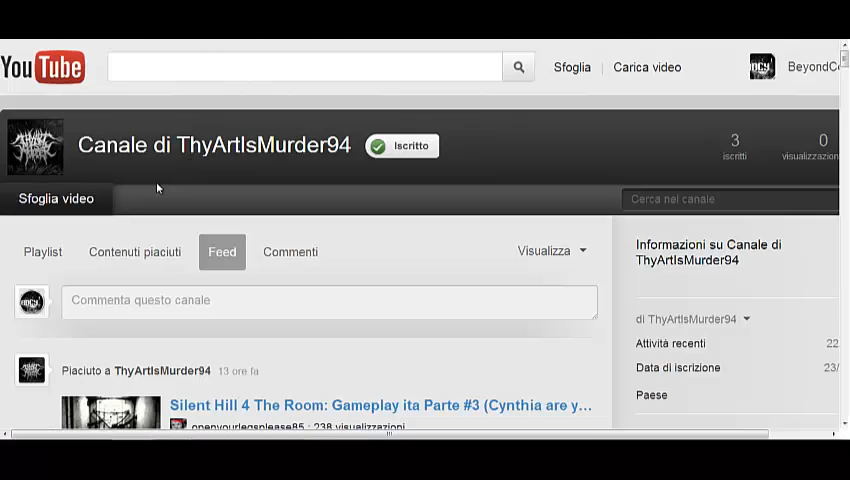 YouTube
Sfoglia | Carica video
BeyondCo
Canale di ThyArtIsMurder94
Iscritto
3
iscritti
0
visualizzazion
Sfoglia video
Cerca nel canale
Playlist
Contenuti piaciuti
Feed
Commenti
Visualizza
Commenta questo canale
Piaciuto a ThyArtIsMurder94 13 ore fa
Silent Hill 4 The Room: Gameplay ita Parte #3 (Cynthia are y...
openyourlegsplease85 : 238 visualizzazioni
Informazioni su Canale di
ThyArtIsMurder94
di ThyArtIsMurder94
Attività recenti 22
Data di iscrizione 23/
Paese